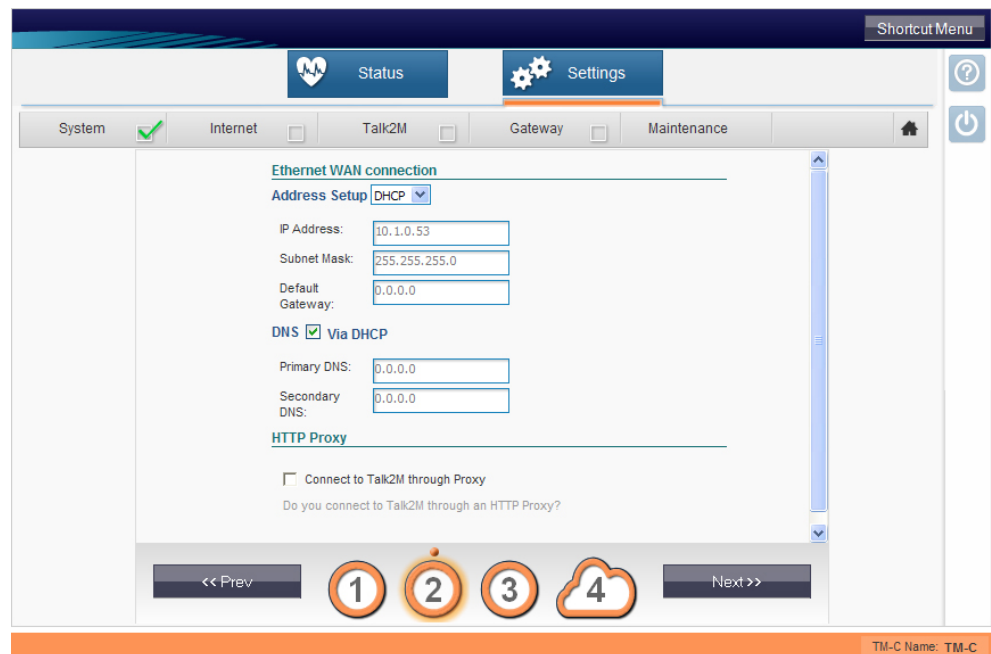 Shortcut Menu
Status
Settings
System
Internet
Talk2M
Gateway
Maintenance
Ethernet WAN connection
Address Setup DHCP
IP Address: 10.1.0.53
Subnet Mask: 255.255.255.0
Default
Gateway: 0.0.0.0
DNS Via DHCP
Primary DNS: 0.0.0.0
Secondary
DNS: 0.0.0.0
HTTP Proxy
Connect to Talk2M through Proxy
Do you connect to Talk2M through an HTTP Proxy?
<< Prev 1 2 3 4 Next >>
TM-C Name: TM-C